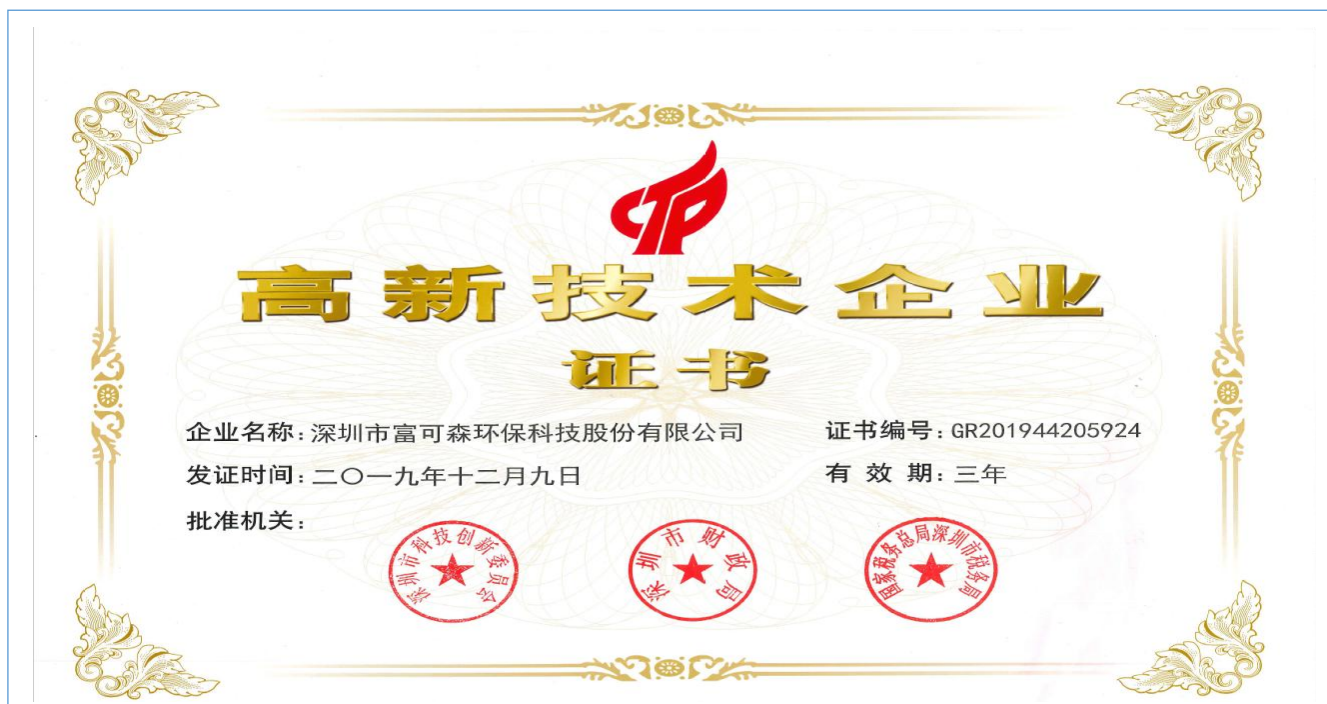 高新技术企业
证书
企业名称:深圳市富可森环保科技股份有限公司 证书编号:GR201944205924
发证时间:二〇一九年十二月九日 有 效 期:三年
批准机关:
深圳市科技创新委员会
深圳市财政局
国家税务总局深圳市税务局